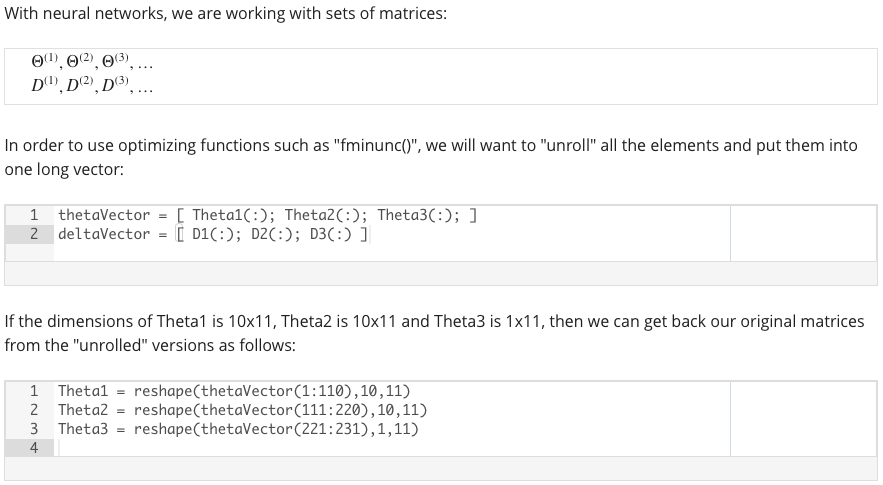 With neural networks, we are working with sets of matrices:
Θ⁽¹⁾, Θ⁽²⁾, Θ⁽³⁾, …
D⁽¹⁾, D⁽²⁾, D⁽³⁾, …
In order to use optimizing functions such as "fminunc()", we will want to "unroll" all the elements and put them into
one long vector:
1 thetaVector = [ Theta1(:); Theta2(:); Theta3(:); ]
2 deltaVector = [ D1(:); D2(:); D3(:) ]
If the dimensions of Theta1 is 10x11, Theta2 is 10x11 and Theta3 is 1x11, then we can get back our original matrices
from the "unrolled" versions as follows:
1 Theta1 = reshape(thetaVector(1:110),10,11)
2 Theta2 = reshape(thetaVector(111:220),10,11)
3 Theta3 = reshape(thetaVector(221:231),1,11)
4